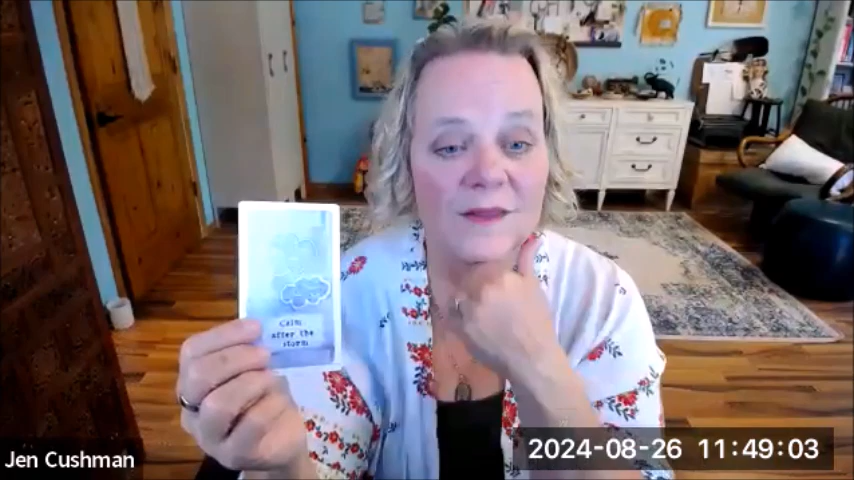 Calm
after the
storm
Jen Cushman
2024-08-26 11:49:03